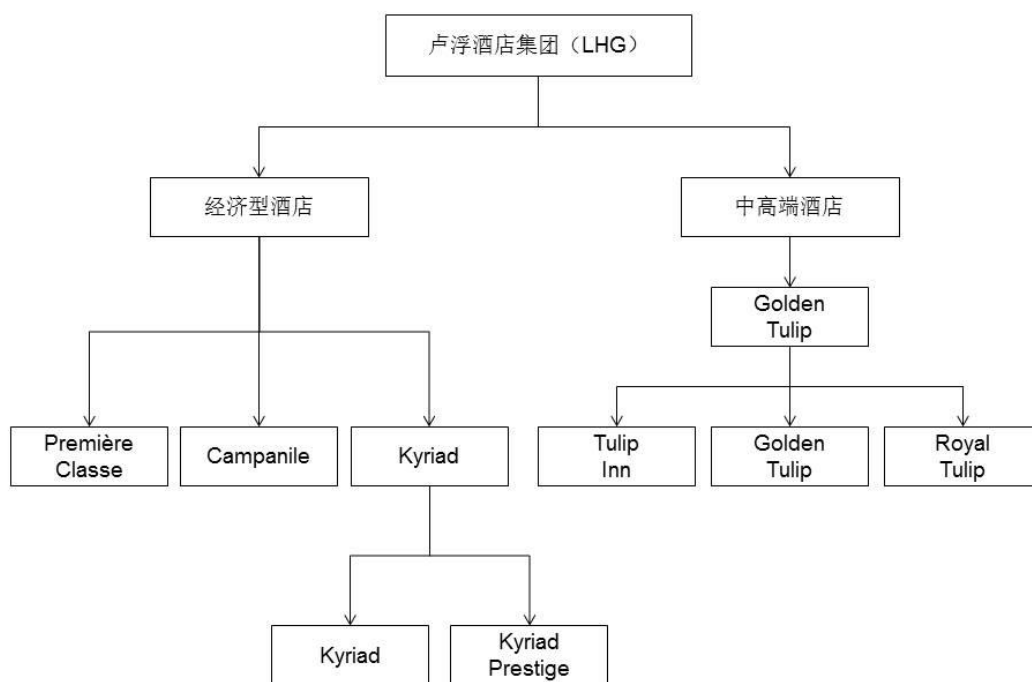 卢浮酒店集团（LHG）
经济型酒店
中高端酒店
Golden
Tulip
Première
Classe
Campanile
Kyriad
Tulip
Inn
Golden
Tulip
Royal
Tulip
Kyriad
Kyriad
Prestige